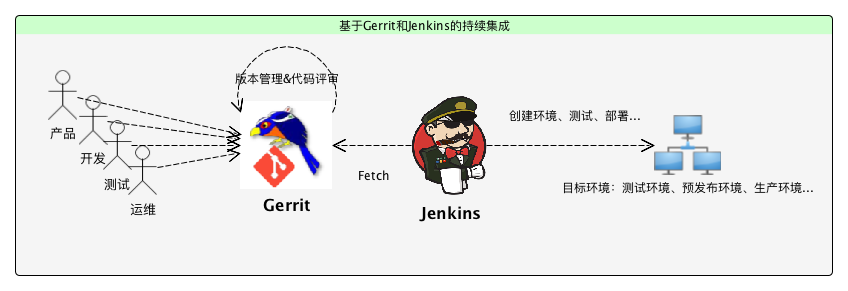 基于Gerrit和Jenkins的持续集成
版本管理&代码评审
产品
开发
测试
运维
Gerrit
Fetch
Jenkins
创建环境、测试、部署...
目标环境：测试环境、预发布环境、生产环境...